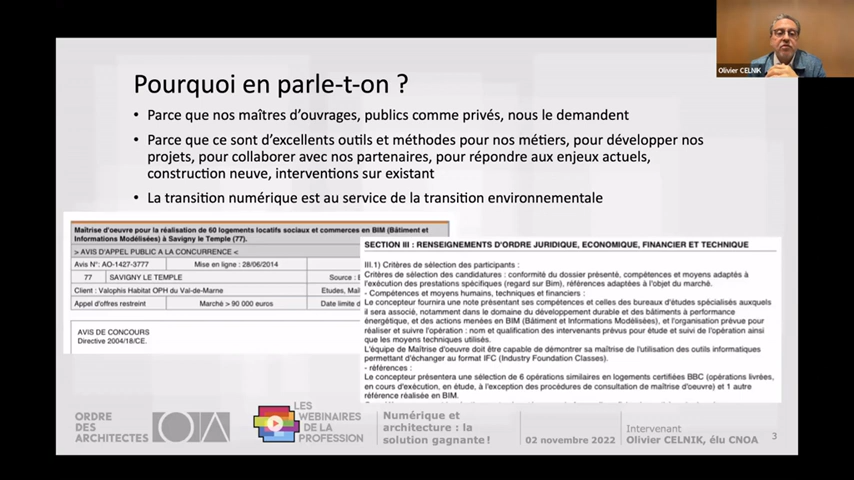 Olivier CELNIK
Pourquoi en parle-t-on ?
• Parce que nos maîtres d'ouvrages, publics comme privés, nous le demandent
• Parce que ce sont d'excellents outils et méthodes pour nos métiers, pour développer nos
projets, pour collaborer avec nos partenaires, pour répondre aux enjeux actuels,
construction neuve, interventions sur existant
• La transition numérique est au service de la transition environnementale
Maîtrise d'oeuvre pour la réalisation de 60 logements locatifs sociaux et commerces en BIM (Bâtiment et
Informations Modélisées) à Savigny le Temple (77).
> AVIS D'APPEL PUBLIC A LA CONCURRENCE <
Avis N°: AO-1427-3777 Mise en ligne : 28/06/2014
77 SAVIGNY LE TEMPLE Source :
Client : Valophis Habitat OPH du Val-de-Marne Etudes,
Appel d'offres restreint Marché > 90000 euros Date limite
AVIS DE CONCOURS
Directive 2004/18/CE.
SECTION III : RENSEIGNEMENTS D'ORDRE JURIDIQUE, ECONOMIQUE, FINANCIER ET TECHNIQUE
III.1) Critères de sélection des participants :
Critères de sélection des candidatures : conformité du dossier présenté, compétences et moyens adaptés à
l'exécution des prestations spécifiques (regard sur Bim), références adaptées à l'objet du marché.
- Compétences et moyens humains, techniques et financiers :
Le concepteur fournira une note présentant ses compétences et celles des bureaux d'études spécialisés auxquels
il sera associé, notamment dans le domaine du développement durable et des bâtiments à performance
énergétique, et des actions menées en BIM (Bâtiment et Informations Modélisées), et l'organisation prévue pour
réaliser et suivre l'opération : nom et qualification des intervenants prévus pour étude et suivi de l'opération ainsi
que les moyens techniques utilisés.
L'équipe de Maîtrise d'oeuvre doit être capable de démontrer sa maîtrise de l'utilisation des outils informatiques
permettant d'échanger au format IFC (Industry Foundation Classes).
- références :
Le concepteur présentera une sélection de 6 opérations similaires en logements certifiées BBC (opérations livrées,
en cours d'exécution, en étude, à l'exception des procédures de consultation de maîtrise d'oeuvre) et 1 autre
référence réalisée en BIM.
ORDRE
DES
ARCHITECTES
LES
WEBINAIRES
DE LA
PROFESSION
Numérique et
architecture : la
solution gagnante !
02 novembre 2022
Intervenant
Olivier CELNIK, élu CNOA
3